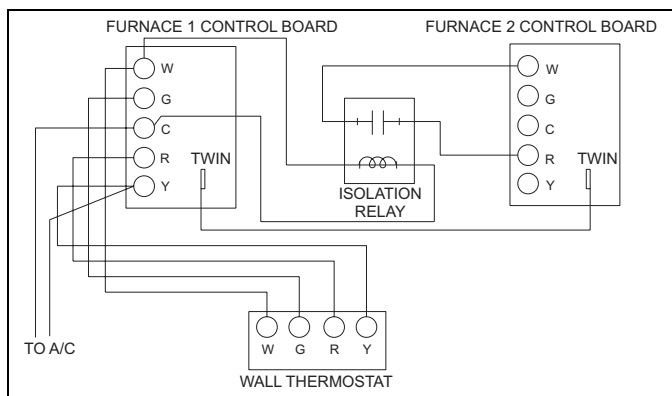 FURNACE 1 CONTROL BOARD
FURNACE 2 CONTROL BOARD
W
G
C
R
Y
TWIN
W
G
C
R
Y
TWIN
ISOLATION
RELAY
TO A/C
W G R Y
WALL THERMOSTAT